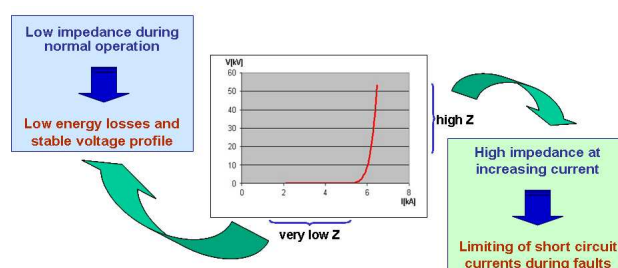 Low impedance during
normal operation
Low energy losses and
stable voltage profile
V[kV]
60
50
40
30
20
10
0
0 2 4 6 8
I[kA]
high Z
very low Z
High impedance at
increasing current
Limiting of short circuit
currents during faults